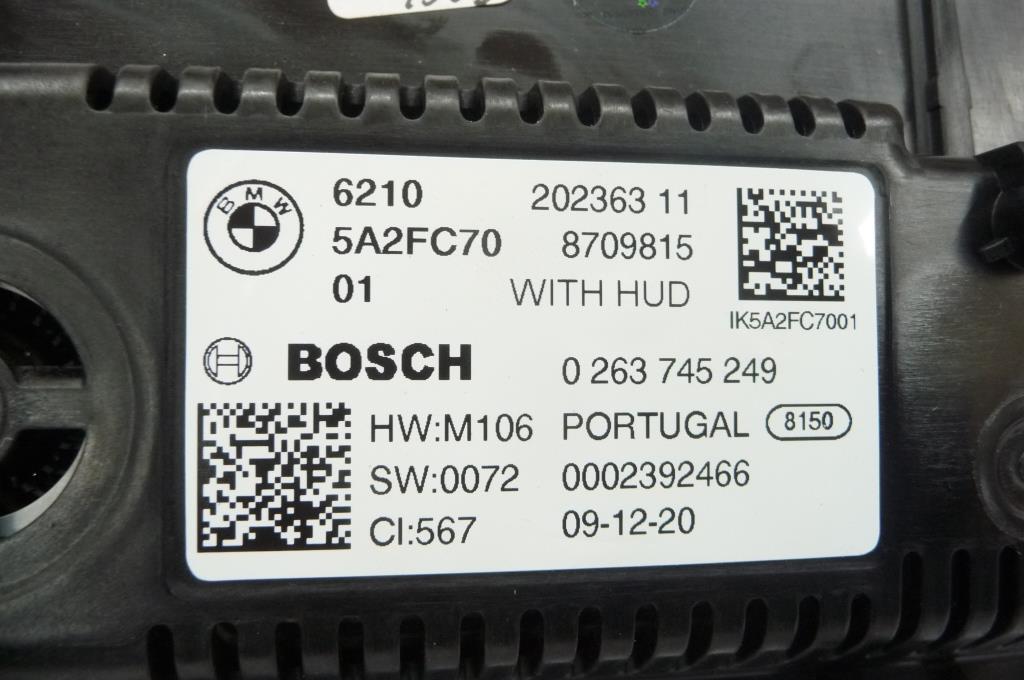 BMW
6210 202363 11
5A2FC70 8709815
01 WITH HUD
IK5A2FC7001
BOSCH 0 263 745 249
HW:M106 PORTUGAL 8150
SW:0072 0002392466
CI:567 09-12-20